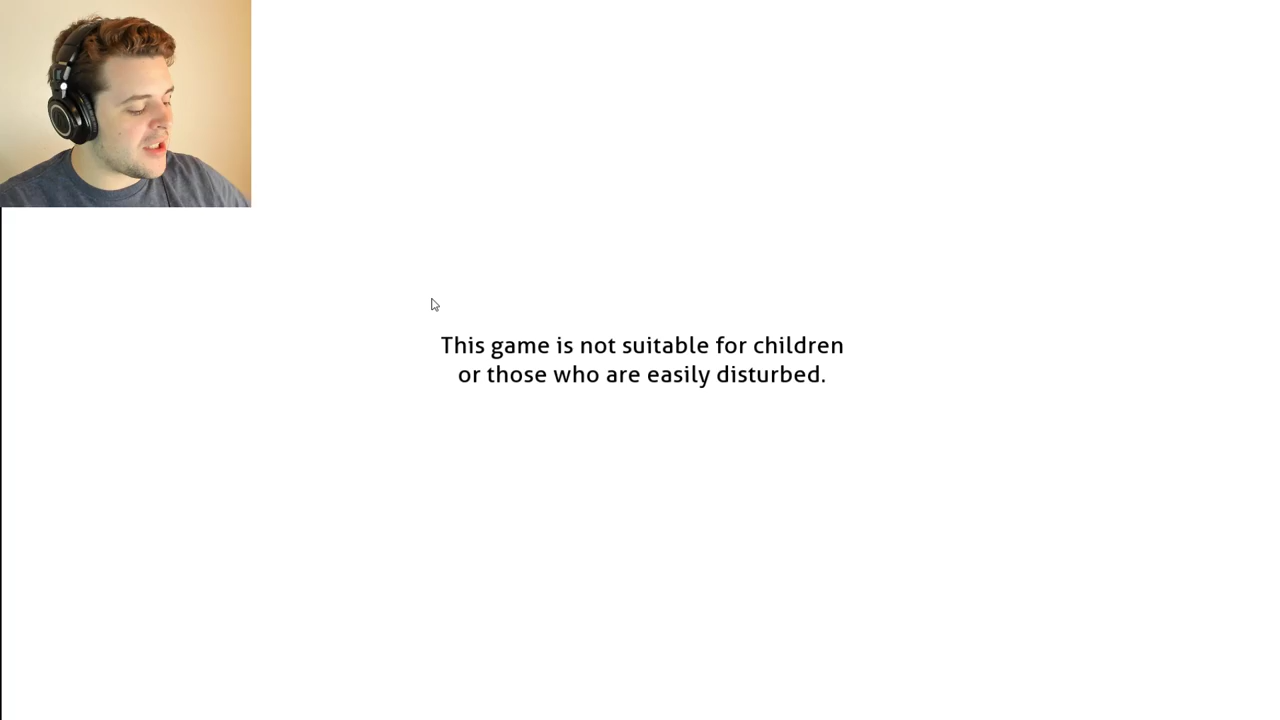 This game is not suitable for children
or those who are easily disturbed.